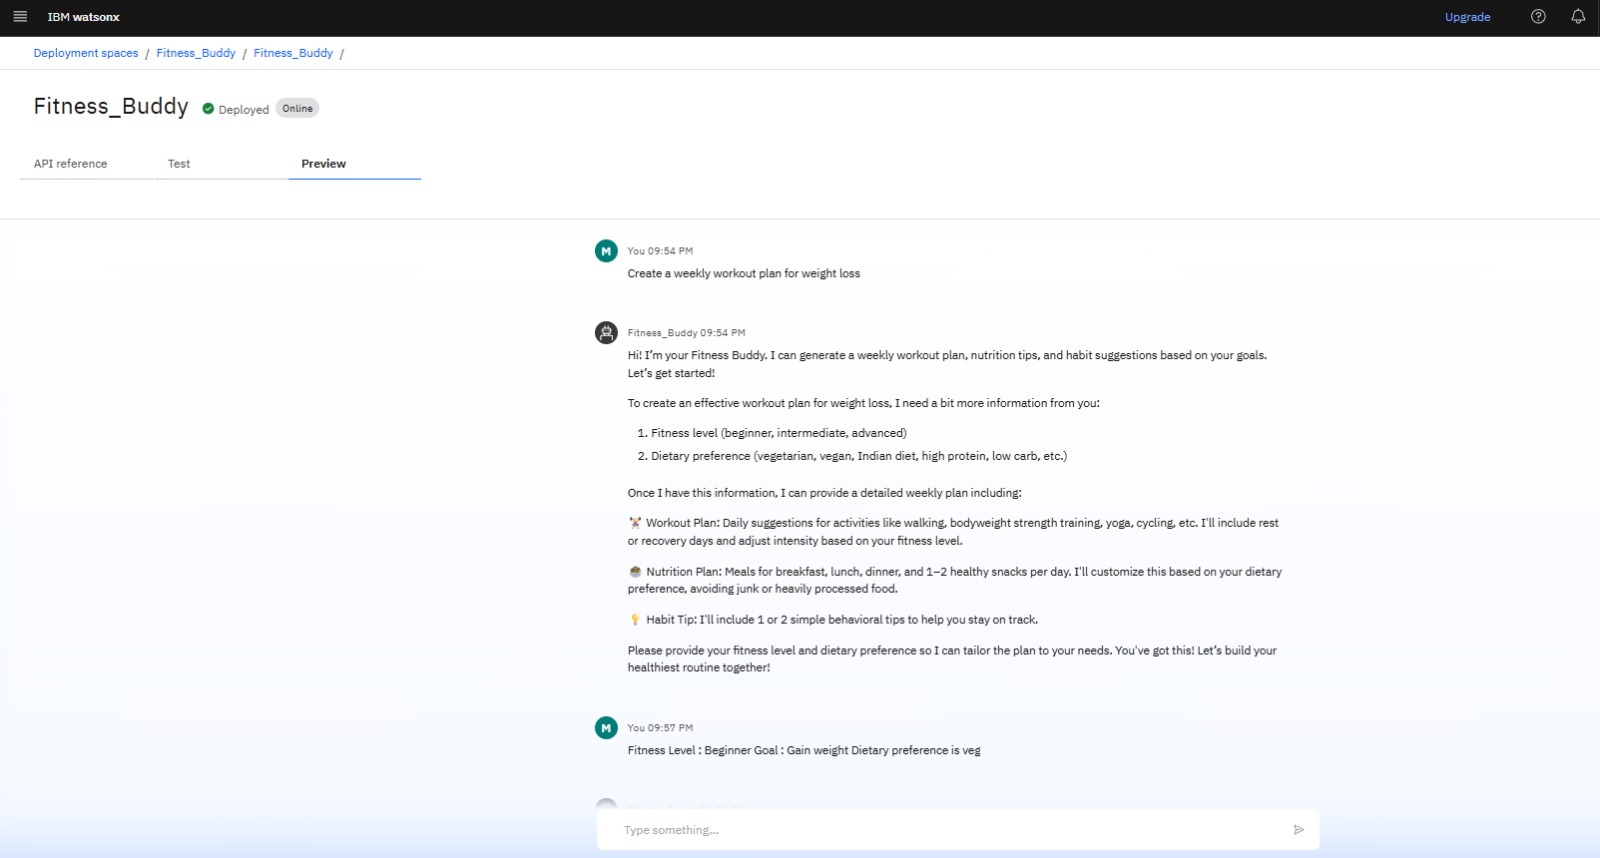 IBM watsonx
Upgrade
Deployment spaces / Fitness_Buddy / Fitness_Buddy /
Fitness_Buddy Deployed Online
API reference Test Preview
M You 09:54 PM
Create a weekly workout plan for weight loss
Fitness_Buddy 09:54 PM
Hi! I’m your Fitness Buddy. I can generate a weekly workout plan, nutrition tips, and habit suggestions based on your goals.
Let’s get started!
To create an effective workout plan for weight loss, I need a bit more information from you:
1. Fitness level (beginner, intermediate, advanced)
2. Dietary preference (vegetarian, vegan, Indian diet, high protein, low carb, etc.)
Once I have this information, I can provide a detailed weekly plan including:
🏋 Workout Plan: Daily suggestions for activities like walking, bodyweight strength training, yoga, cycling, etc. I'll include rest
or recovery days and adjust intensity based on your fitness level.
🥗 Nutrition Plan: Meals for breakfast, lunch, dinner, and 1–2 healthy snacks per day. I'll customize this based on your dietary
preference, avoiding junk or heavily processed food.
💡 Habit Tip: I'll include 1 or 2 simple behavioral tips to help you stay on track.
Please provide your fitness level and dietary preference so I can tailor the plan to your needs. You've got this! Let’s build your
healthiest routine together!
M You 09:57 PM
Fitness Level : Beginner Goal : Gain weight Dietary preference is veg
Type something...